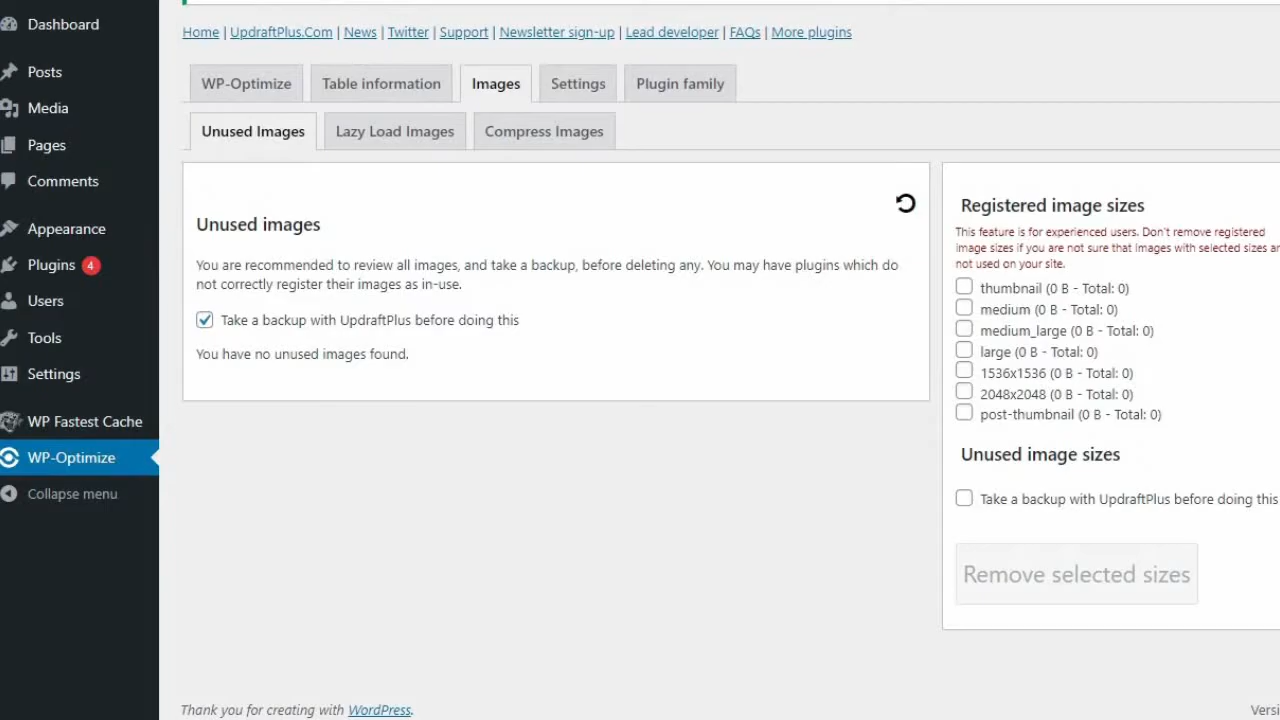 Dashboard
Posts
Media
Pages
Comments
Appearance
Plugins 4
Users
Tools
Settings
WP Fastest Cache
WP-Optimize
Collapse menu
Home | UpdraftPlus.Com | News | Twitter | Support | Newsletter sign-up | Lead developer | FAQs | More plugins
WP-Optimize Table information Images Settings Plugin family
Unused Images Lazy Load Images Compress Images
Unused images
You are recommended to review all images, and take a backup, before deleting any. You may have plugins which do
not correctly register their images as in-use.
Take a backup with UpdraftPlus before doing this
You have no unused images found.
Registered image sizes
This feature is for experienced users. Don't remove registered
image sizes if you are not sure that images with selected sizes ar
not used on your site.
thumbnail (0 B - Total: 0)
medium (0 B - Total: 0)
medium_large (0 B - Total: 0)
large (0 B - Total: 0)
1536x1536 (0 B - Total: 0)
2048x2048 (0 B - Total: 0)
post-thumbnail (0 B - Total: 0)
Unused image sizes
Take a backup with UpdraftPlus before doing this
Remove selected sizes
Thank you for creating with WordPress.
Versi